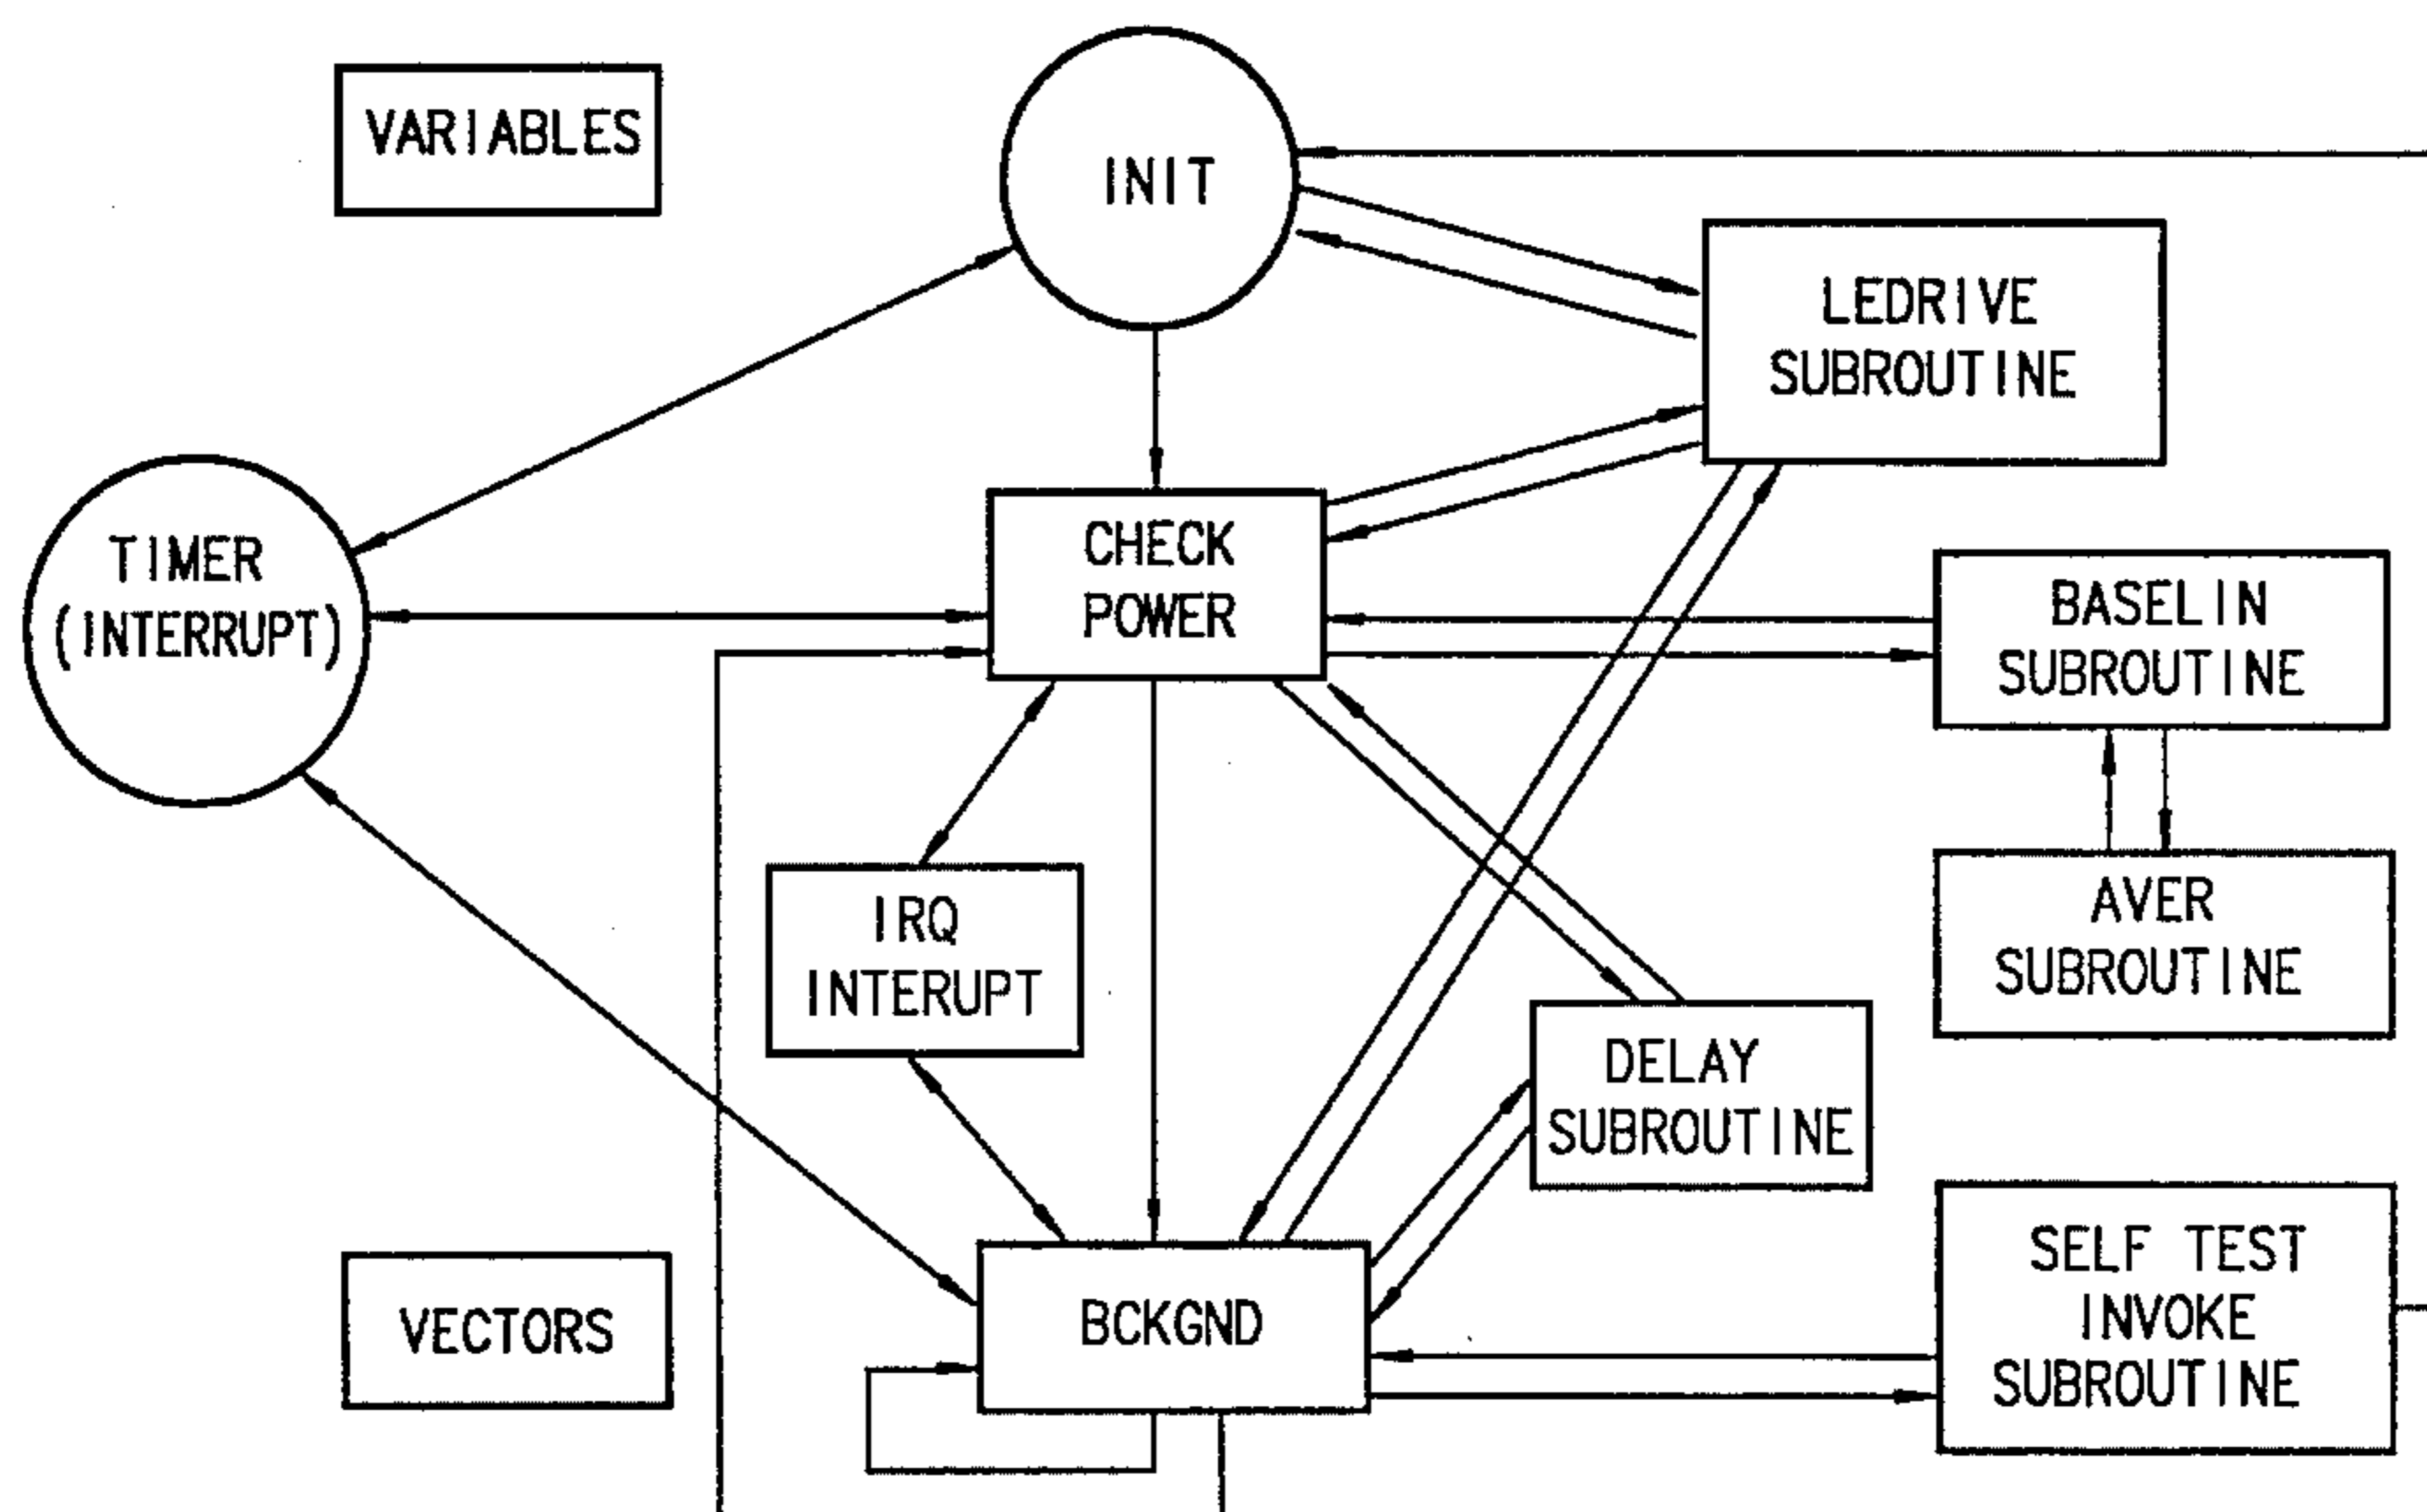 VARIABLES
INIT
LEDRIVE
SUBROUTINE
TIMER
(INTERRUPT)
CHECK
POWER
BASELIN
SUBROUTINE
IRQ
INTERUPT
AVER
SUBROUTINE
DELAY
SUBROUTINE
VECTORS
BCKGND
SELF TEST
INVOKE
SUBROUTINE